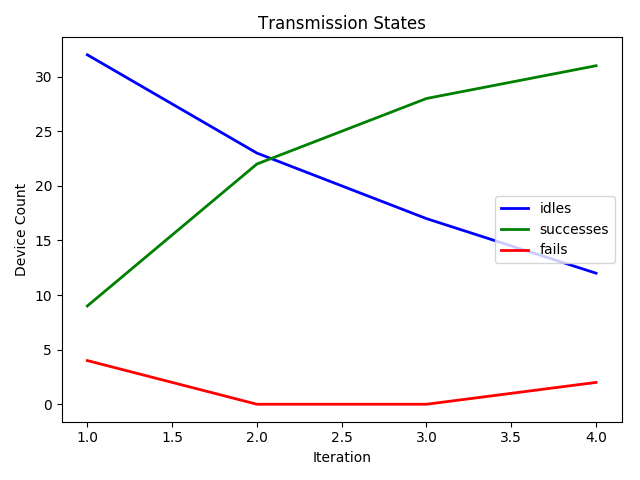 Transmission States
Device Count
30
25
20
15
10
5
0
idles
successes
fails
1.0 1.5 2.0 2.5 3.0 3.5 4.0
Iteration